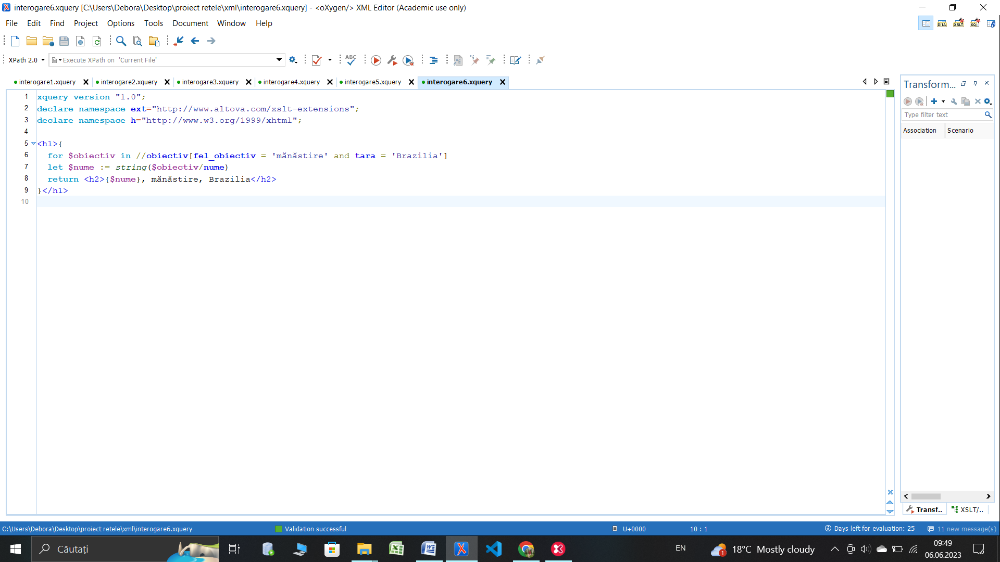 interogare6.xquery [C:\Users\Debora\Desktop\proiect retele\xml\interogare6.xquery] - <oXygen/> XML Editor (Academic use only)
File Edit Find Project Options Tools Document Window Help
DITA XSLT XQ
XPath 2.0 Execute XPath on 'Current File'
ABC
interogare1.xquery interogare2.xquery interogare3.xquery interogare4.xquery interogare5.xquery interogare6.xquery
Transform...
Type filter text
Association Scenario
1 xquery version "1.0";
2 declare namespace ext="http://www.altova.com/xslt-extensions";
3 declare namespace h="http://www.w3.org/1999/xhtml";
4
5 <h1>{
6 for $obiectiv in //obiectiv[fel_obiectiv = 'mănăstire' and tara = 'Brazilia']
7 let $nume := string($obiectiv/nume)
8 return <h2>{$nume}, mănăstire, Brazilia</h2>
9 }</h1>
10
Transf.. XSLT/..
C:\Users\Debora\Desktop\proiect retele\xml\interogare6.xquery Validation successful U+0000 10 : 1 Days left for evaluation: 25 11 new message(s)
Căutați EN 1 18°C Mostly cloudy 09:49
06.06.2023